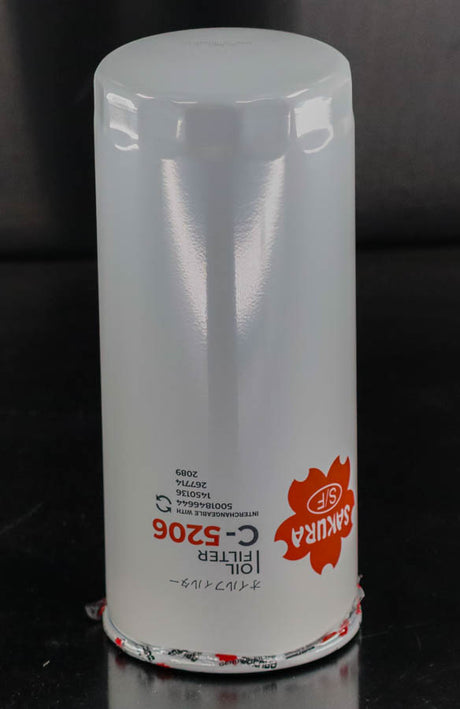 オイルフィルター
OIL
FILTER
C-5206
INTERCHANGEABLE WITH
5001846644
1450136
267714
2089
SAKURA
S/F